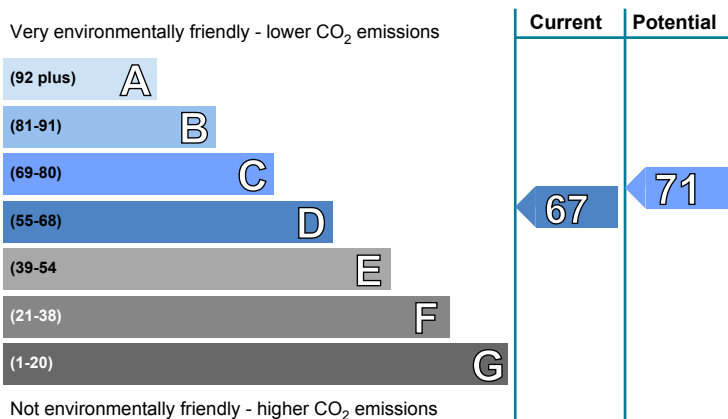 Current Potential
Very environmentally friendly - lower CO2 emissions
(92 plus) A
(81-91) B
(69-80) C
(55-68) D
(39-54 E
(21-38) F
(1-20) G
67
71
Not environmentally friendly - higher CO2 emissions